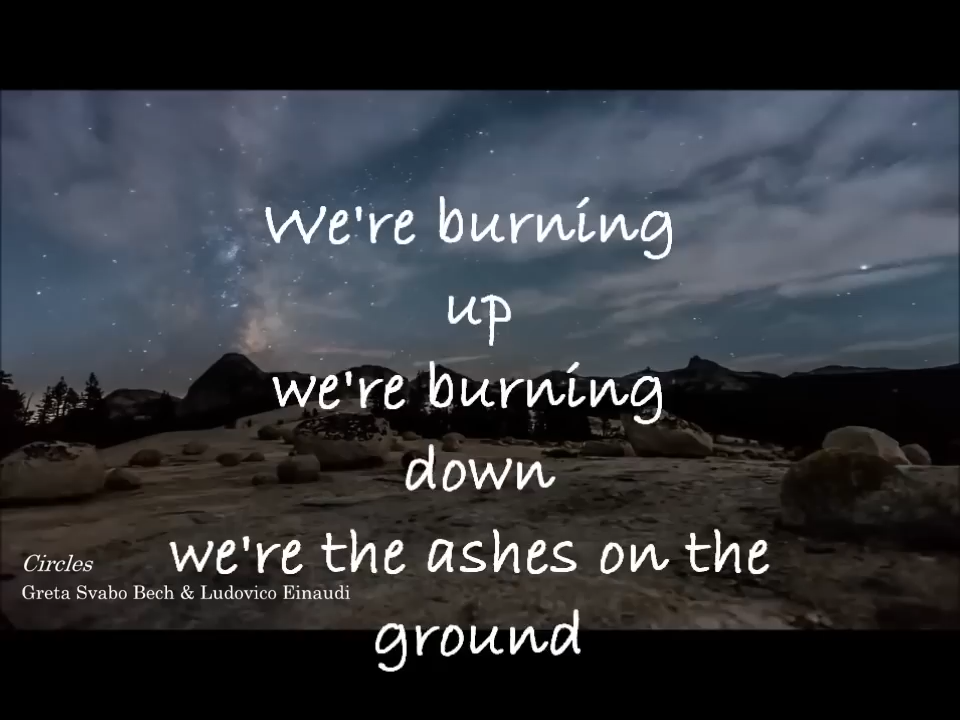 We're burning
up
we're burning
down
we're the ashes on the
ground
Circles
Greta Svabo Bech & Ludovico Einaudi